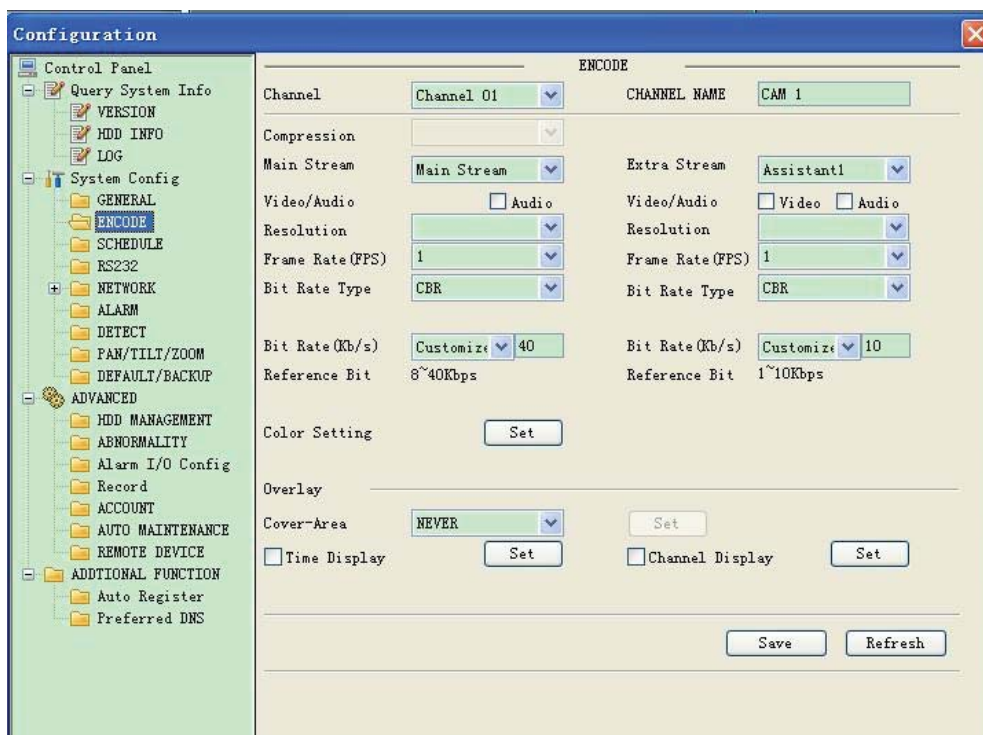 Configuration
Control Panel
Query System Info
VERSION
HDD INFO
LOG
System Config
GENERAL
ENCODE
SCHEDULE
RS232
NETWORK
ALARM
DETECT
PAN/TILT/ZOOM
DEFAULT/BACKUP
ADVANCED
HDD MANAGEMENT
ABNORMALITY
Alarm I/O Config
Record
ACCOUNT
AUTO MAINTENANCE
REMOTE DEVICE
ADDTIONAL FUNCTION
Auto Register
Preferred DNS
ENCODE
Channel Channel 01 CHANNEL NAME CAM 1
Compression
Main Stream Main Stream Extra Stream Assistant1
Video/Audio Audio Video/Audio Video Audio
Resolution Resolution
Frame Rate(FPS) 1 Frame Rate(FPS) 1
Bit Rate Type CBR Bit Rate Type CBR
Bit Rate(Kb/s) Customize 40 Bit Rate(Kb/s) Customize 10
Reference Bit 8~40Kbps Reference Bit 1~10Kbps
Color Setting Set
Overlay
Cover-Area NEVER Set
Time Display Set Channel Display Set
Save Refresh